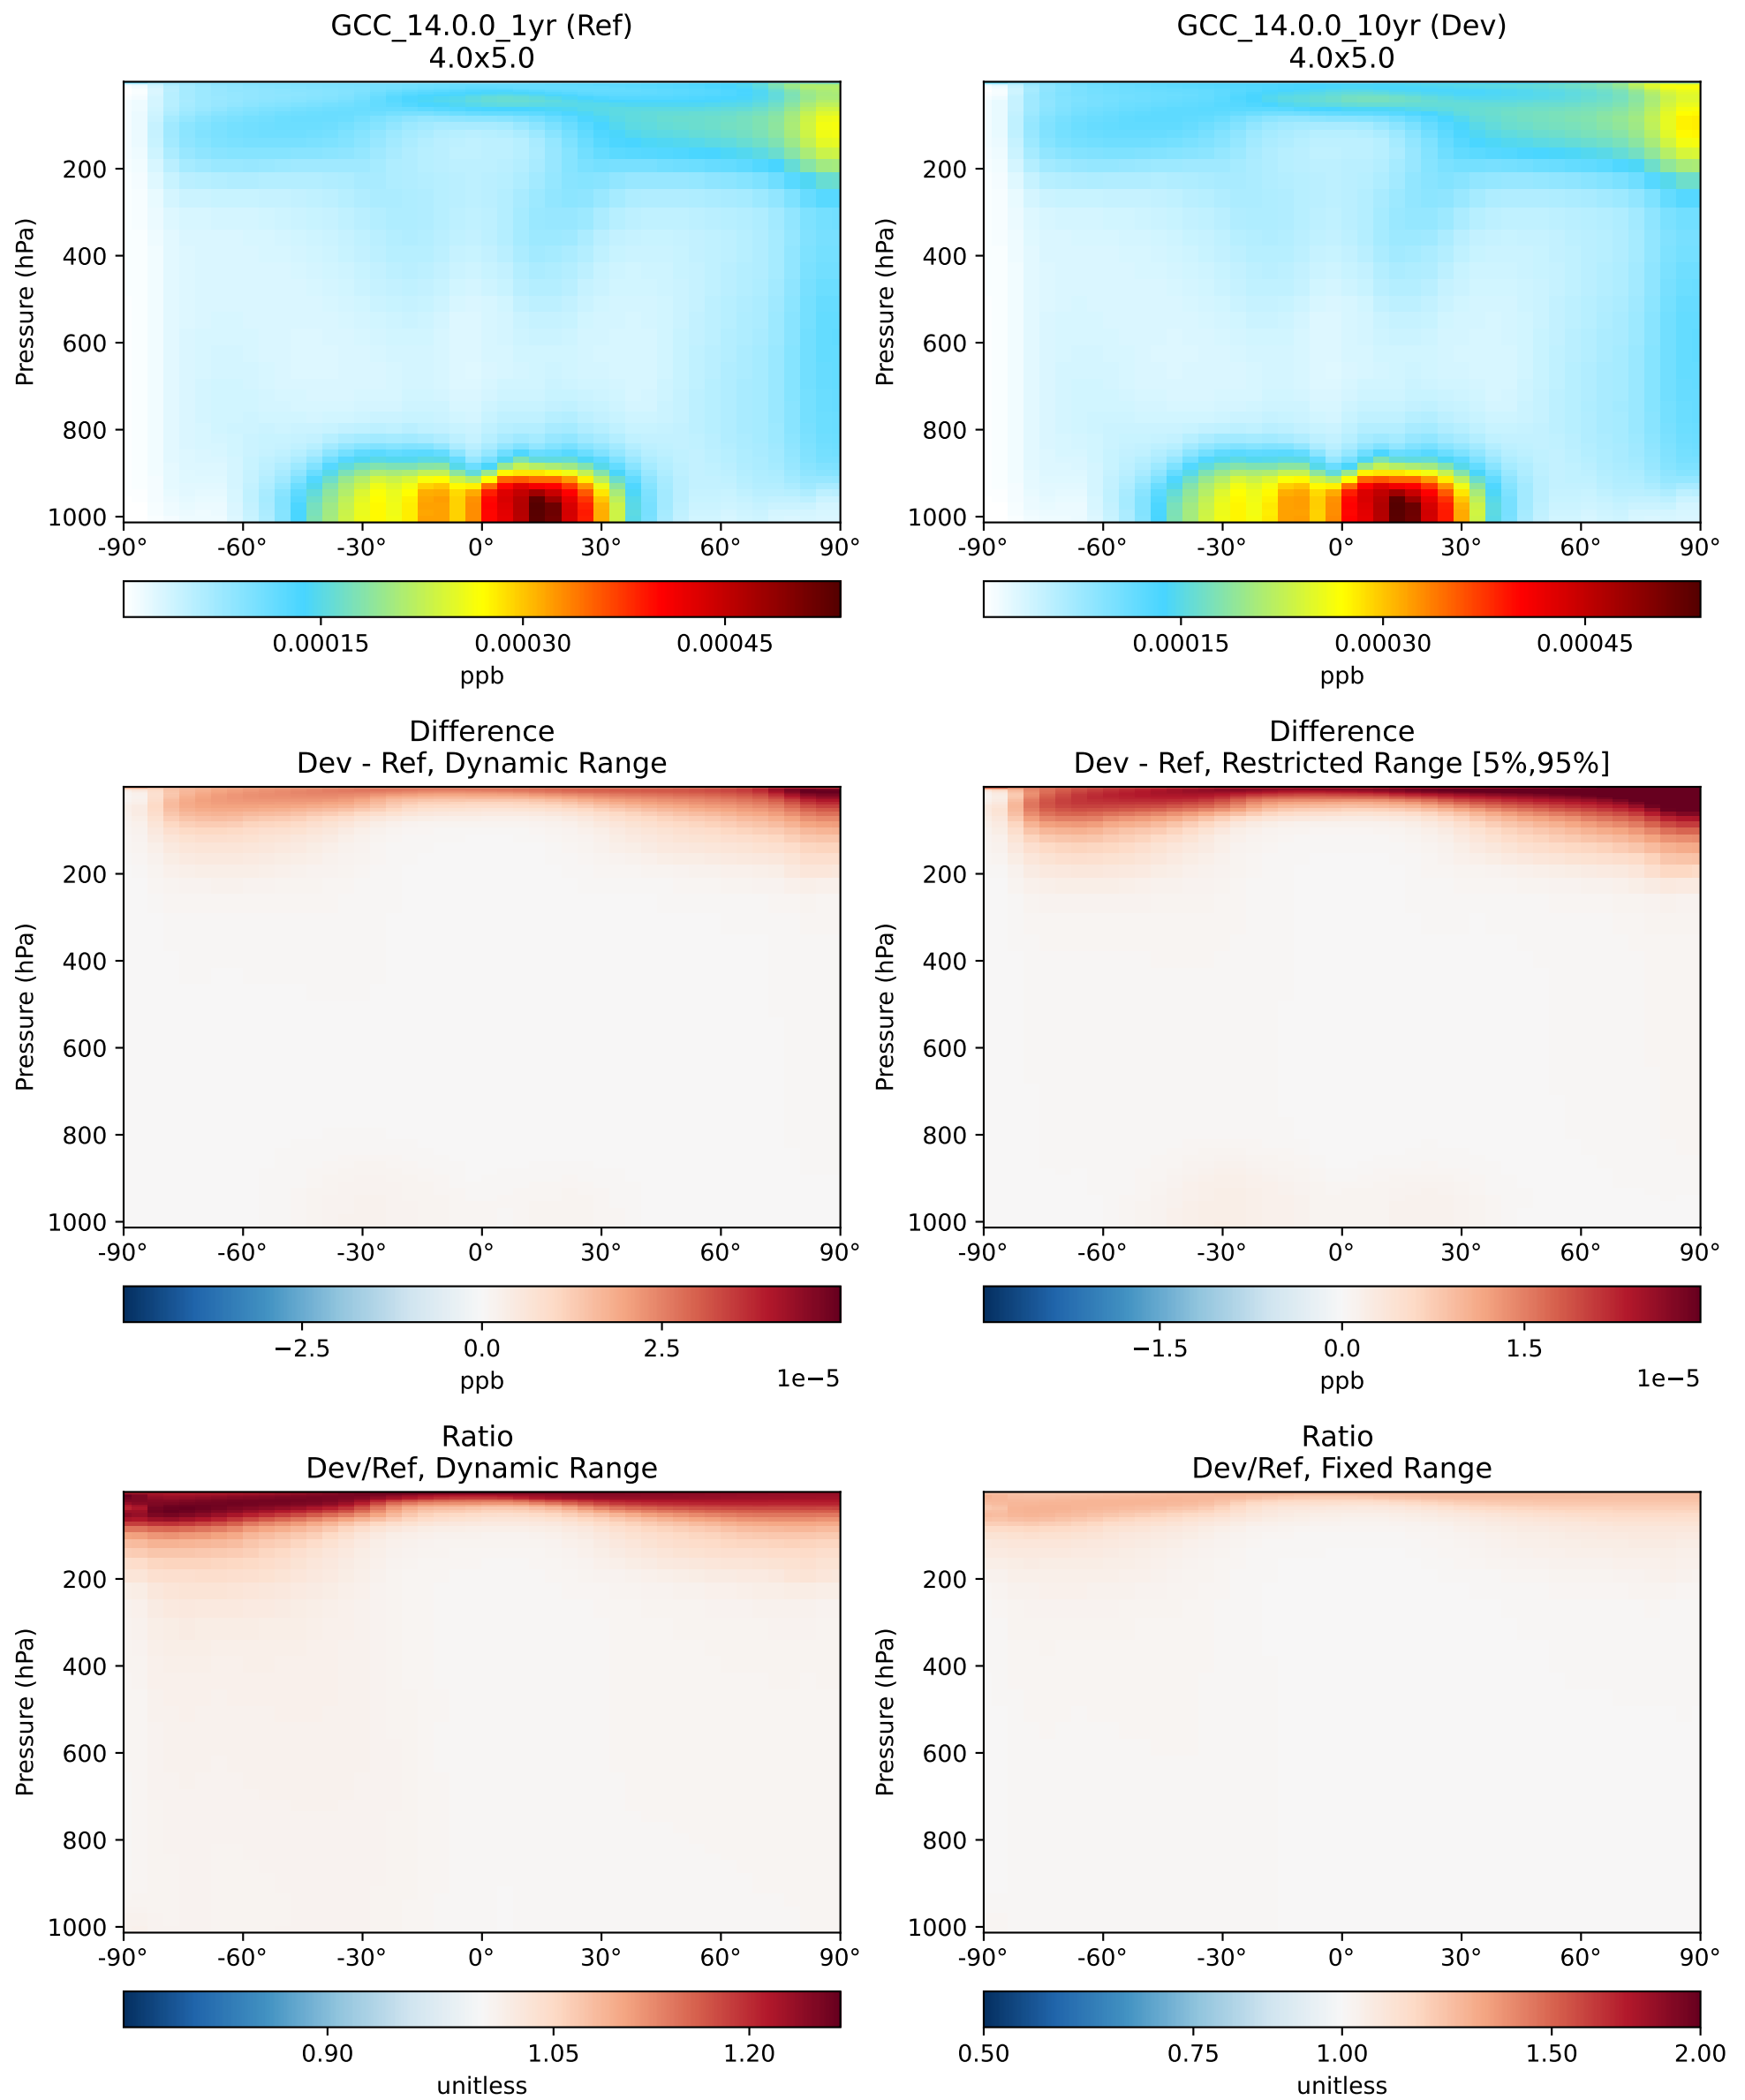 GCC_14.0.0_1yr (Ref)
4.0x5.0
Pressure (hPa)
200
400
600
800
1000
-90° -60° -30° 0° 30° 60° 90°
0.00015 0.00030 0.00045
ppb
GCC_14.0.0_10yr (Dev)
4.0x5.0
Pressure (hPa)
200
400
600
800
1000
-90° -60° -30° 0° 30° 60° 90°
0.00015 0.00030 0.00045
ppb
Difference
Dev - Ref, Dynamic Range
Pressure (hPa)
200
400
600
800
1000
-90° -60° -30° 0° 30° 60° 90°
−2.5 0.0 2.5
ppb 1e−5
Difference
Dev - Ref, Restricted Range [5%,95%]
Pressure (hPa)
200
400
600
800
1000
-90° -60° -30° 0° 30° 60° 90°
−1.5 0.0 1.5
ppb 1e−5
Ratio
Dev/Ref, Dynamic Range
Pressure (hPa)
200
400
600
800
1000
-90° -60° -30° 0° 30° 60° 90°
0.90 1.05 1.20
unitless
Ratio
Dev/Ref, Fixed Range
Pressure (hPa)
200
400
600
800
1000
-90° -60° -30° 0° 30° 60° 90°
0.50 0.75 1.00 1.50 2.00
unitless